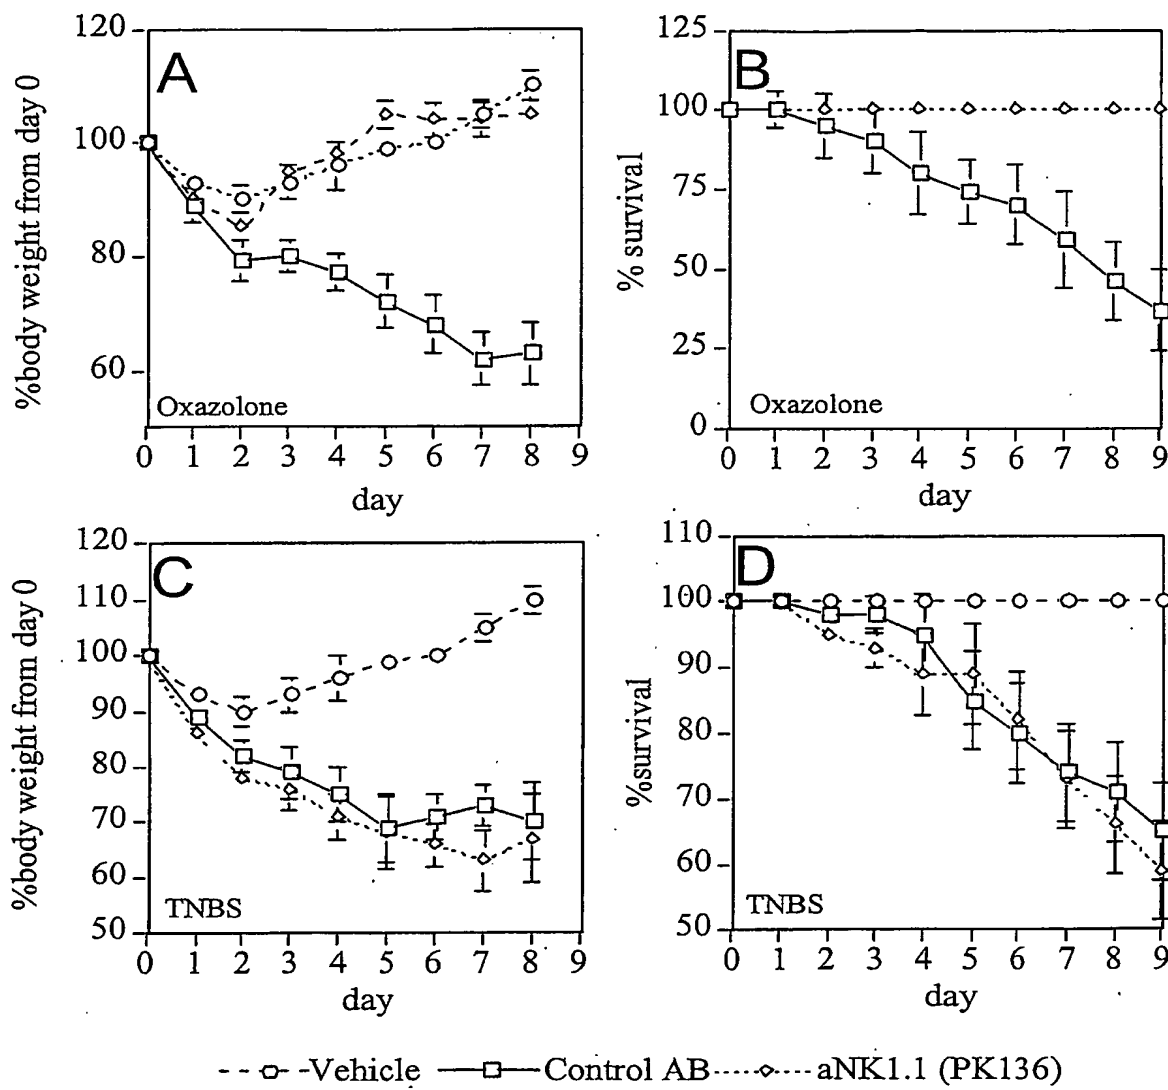 A
%body weight from day 0
120
100
80
60
Oxazolone
0 1 2 3 4 5 6 7 8 9
day
B
% survival
125
100
75
50
25
0
Oxazolone
0 1 2 3 4 5 6 7 8 9
day
C
%body weight from day 0
120
110
100
90
80
70
60
50
TNBS
0 1 2 3 4 5 6 7 8 9
day
D
%survival
110
100
90
80
70
60
50
TNBS
0 1 2 3 4 5 6 7 8 9
day
Vehicle Control AB aNK1.1 (PK136)